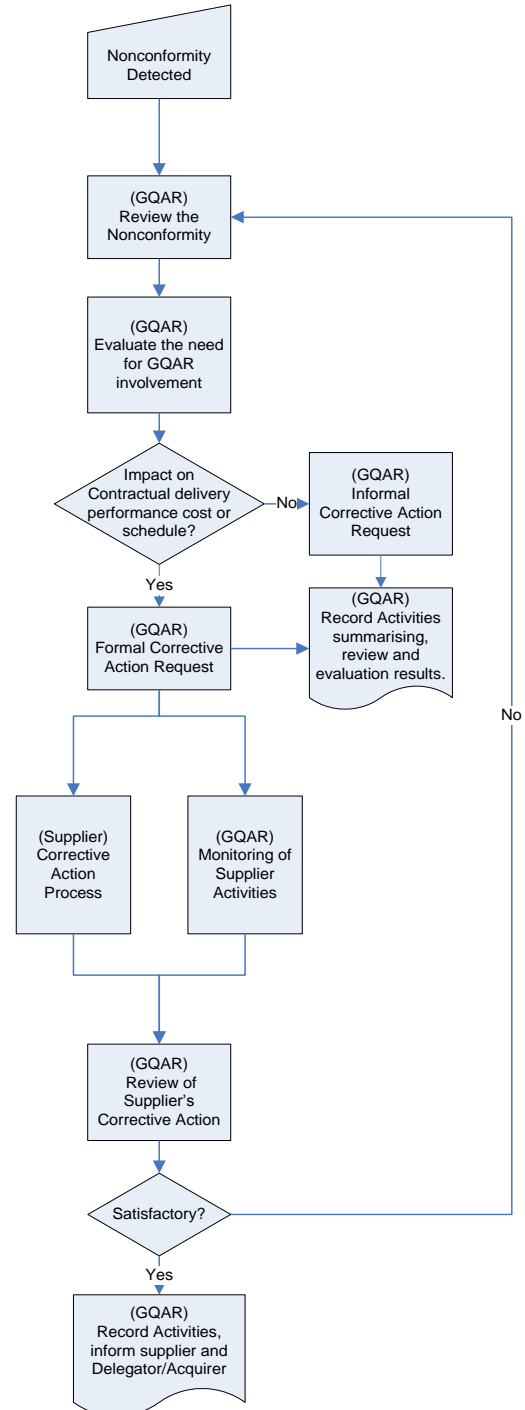 Nonconformity
Detected
(GQAR)
Review the
Nonconformity
(GQAR)
Evaluate the need
for GQAR
involvement
Impact on
Contractual delivery
performance cost or
schedule?
No
(GQAR)
Informal
Corrective Action
Request
Yes
(GQAR)
Formal Corrective
Action Request
(GQAR)
Record Activities
summarising,
review and
evaluation results.
No
(Supplier)
Corrective
Action
Process
(GQAR)
Monitoring of
Supplier
Activities
(GQAR)
Review of
Supplier's
Corrective Action
Satisfactory?
Yes
(GQAR)
Record Activities,
inform supplier and
Delegator/Acquirer